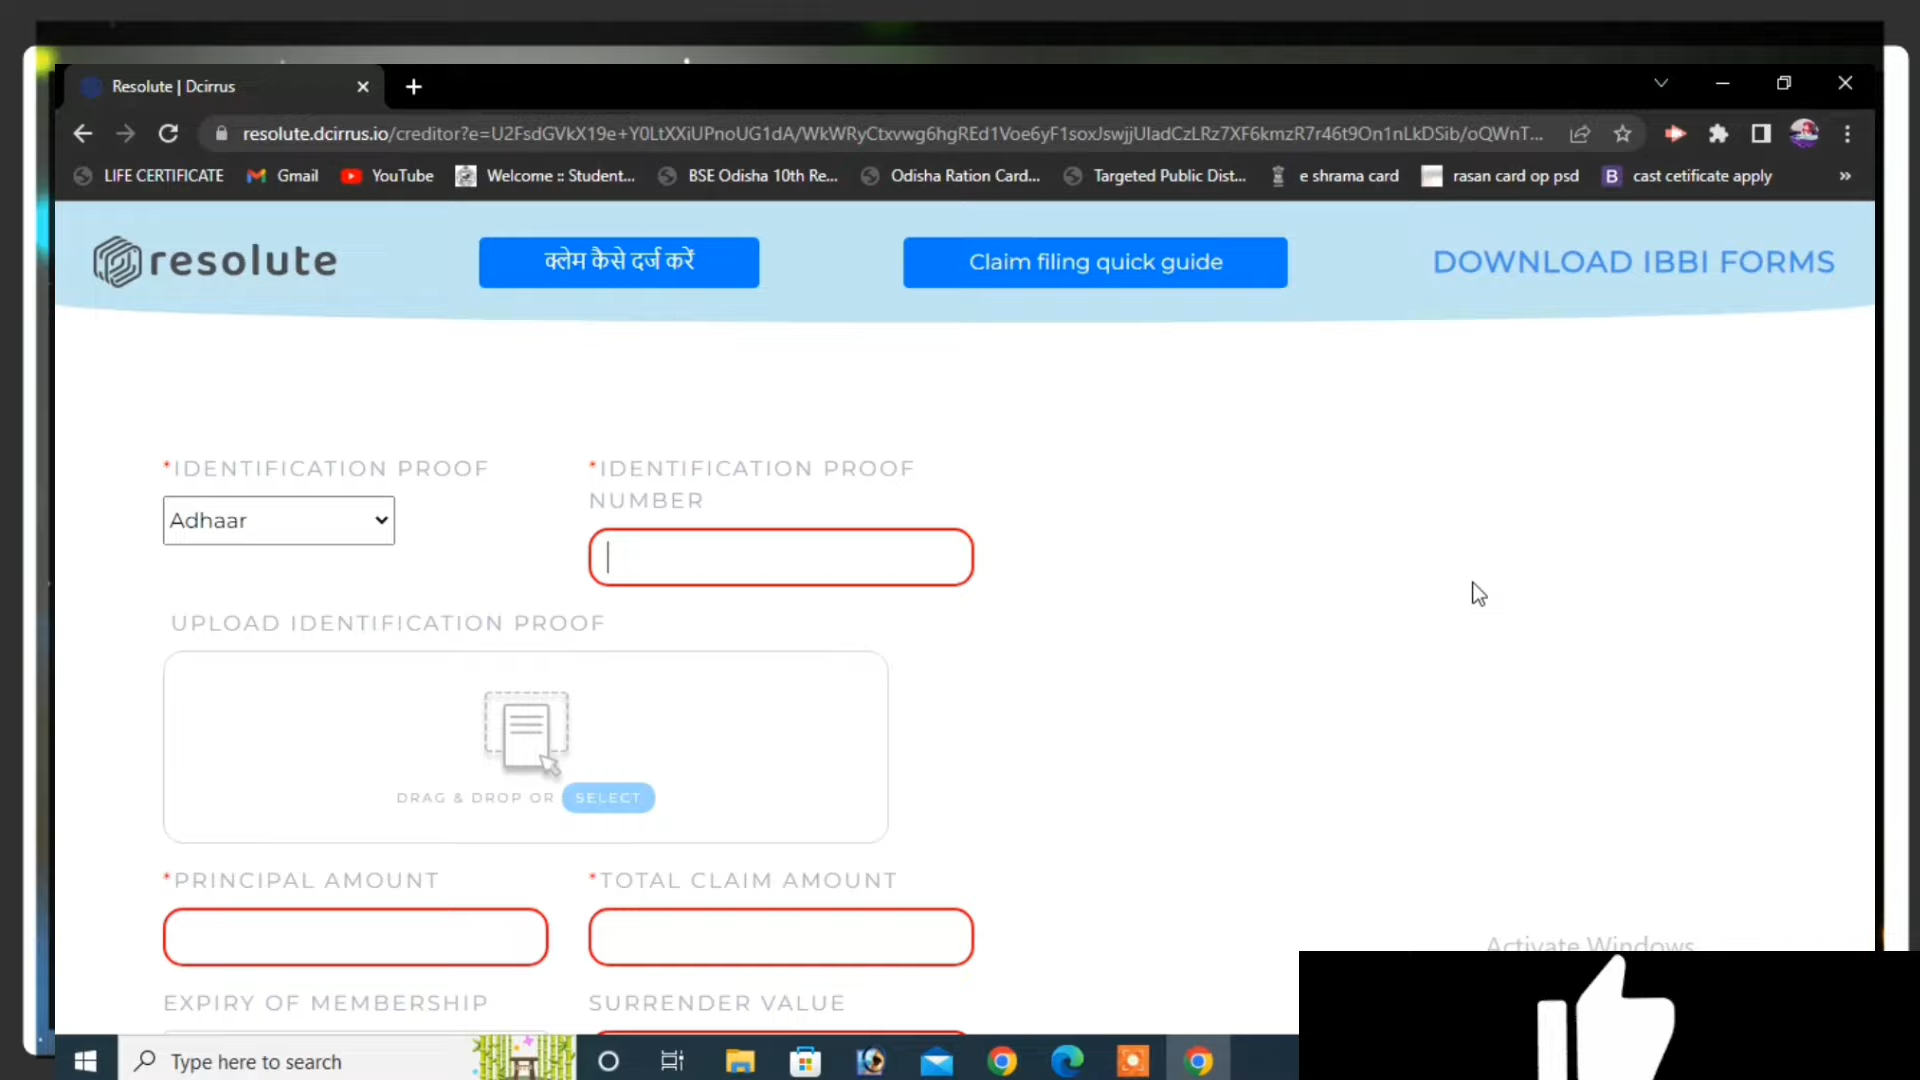 Resolute | Dcirrus
resolute.dcirrus.io/creditor?e=U2FsdGVkX19e+Y0LtXXiUPnoUG1dA/WkWRyCtxvwg6hgREd1Voe6yF1soxJswjjUladCzLRz7XF6kmzR7r46t9On1nLkDSib/oQWnT...
LIFE CERTIFICATE Gmail YouTube Welcome :: Student... BSE Odisha 10th Re... Odisha Ration Card... Targeted Public Dist... e shrama card rasan card op psd B cast cetificate apply »
resolute क्लेम कैसे दर्ज करें Claim filing quick guide DOWNLOAD IBBI FORMS
*IDENTIFICATION PROOF *IDENTIFICATION PROOF
NUMBER
Adhaar
UPLOAD IDENTIFICATION PROOF
DRAG & DROP OR SELECT
*PRINCIPAL AMOUNT *TOTAL CLAIM AMOUNT
Activate Windows
EXPIRY OF MEMBERSHIP SURRENDER VALUE
Type here to search